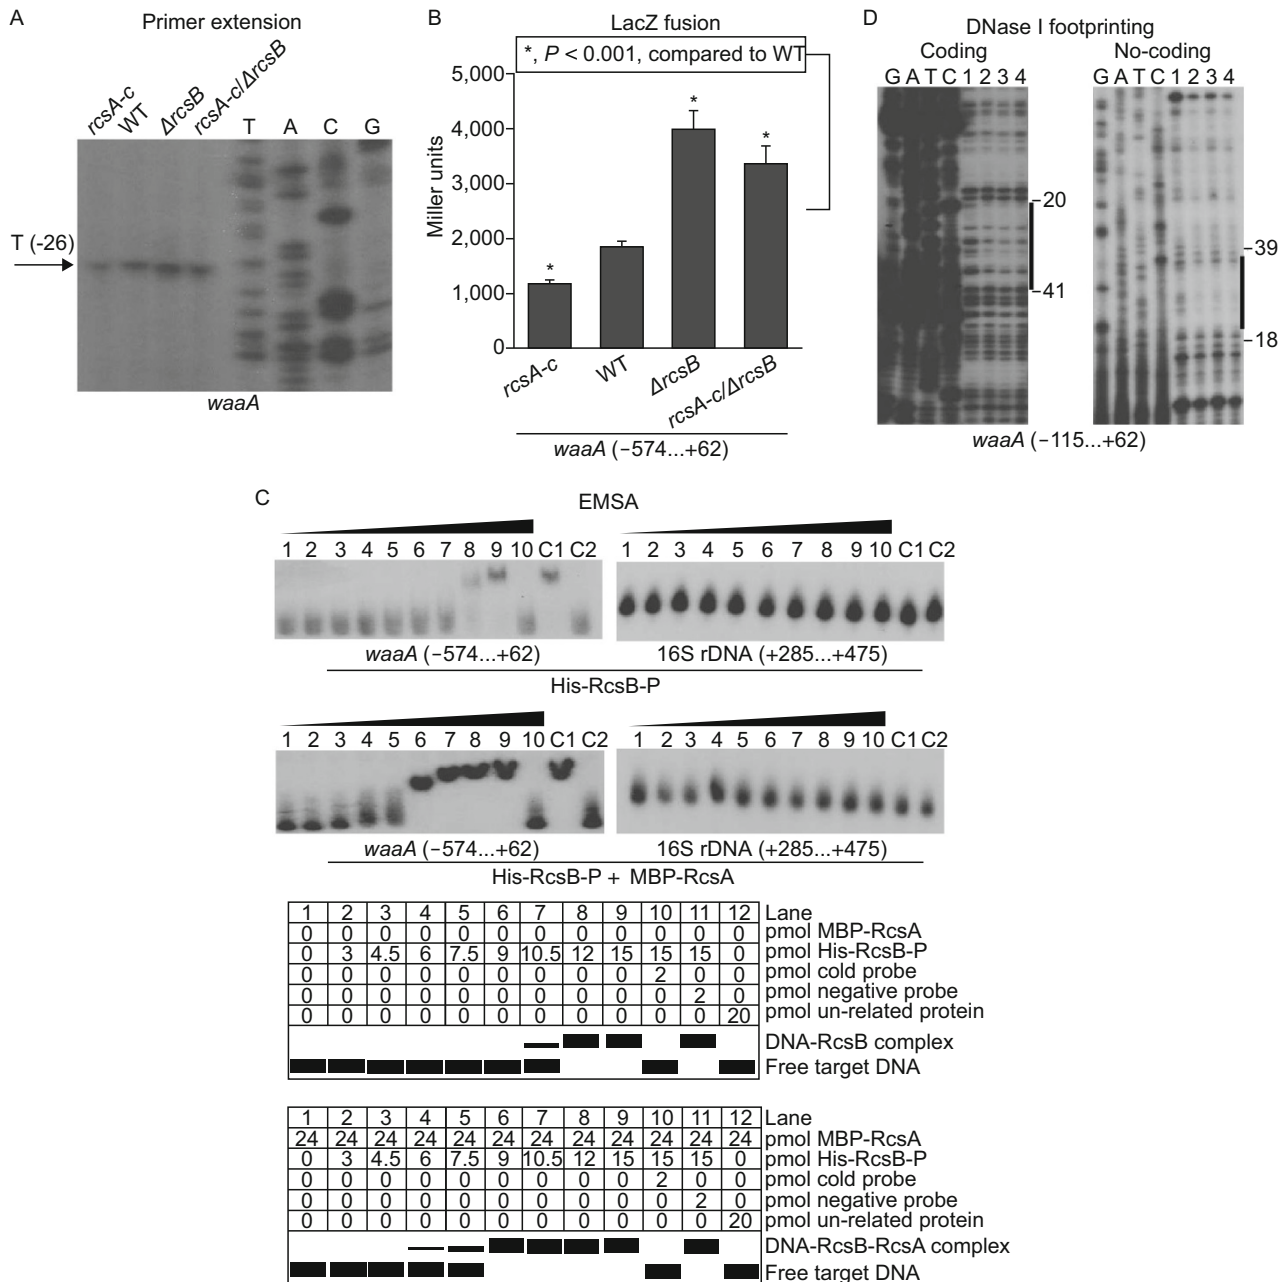 A
Primer extension
rcsA-c WT ΔrcsB rcsA-c/ΔrcsB
T A C G
T (-26)
waaA
B
LacZ fusion
*, P < 0.001, compared to WT
Miller units
5,000
4,000
3,000
2,000
1,000
0
* * *
rcsA-c WT ΔrcsB rcsA-c/ΔrcsB
waaA (−574...+62)
D
DNase I footprinting
Coding No-coding
G A T C 1 2 3 4 G A T C 1 2 3 4
−20
−41
−39
−18
waaA (−115...+62)
C
EMSA
1 2 3 4 5 6 7 8 9 10 C1 C2 1 2 3 4 5 6 7 8 9 10 C1 C2
waaA (−574...+62) 16S rDNA (+285...+475)
His-RcsB-P
1 2 3 4 5 6 7 8 9 10 C1 C2 1 2 3 4 5 6 7 8 9 10 C1 C2
waaA (−574...+62) 16S rDNA (+285...+475)
His-RcsB-P + MBP-RcsA
1 2 3 4 5 6 7 8 9 10 11 12 Lane
0 0 0 0 0 0 0 0 0 0 0 0 pmol MBP-RcsA
0 3 4.5 6 7.5 9 10.5 12 15 15 15 0 pmol His-RcsB-P
0 0 0 0 0 0 0 0 0 2 0 0 pmol cold probe
0 0 0 0 0 0 0 0 0 0 2 0 pmol negative probe
0 0 0 0 0 0 0 0 0 0 0 20 pmol un-related protein
DNA-RcsB complex
Free target DNA
1 2 3 4 5 6 7 8 9 10 11 12 Lane
24 24 24 24 24 24 24 24 24 24 24 24 pmol MBP-RcsA
0 3 4.5 6 7.5 9 10.5 12 15 15 15 0 pmol His-RcsB-P
0 0 0 0 0 0 0 0 0 2 0 0 pmol cold probe
0 0 0 0 0 0 0 0 0 0 2 0 pmol negative probe
0 0 0 0 0 0 0 0 0 0 0 20 pmol un-related protein
DNA-RcsB-RcsA complex
Free target DNA